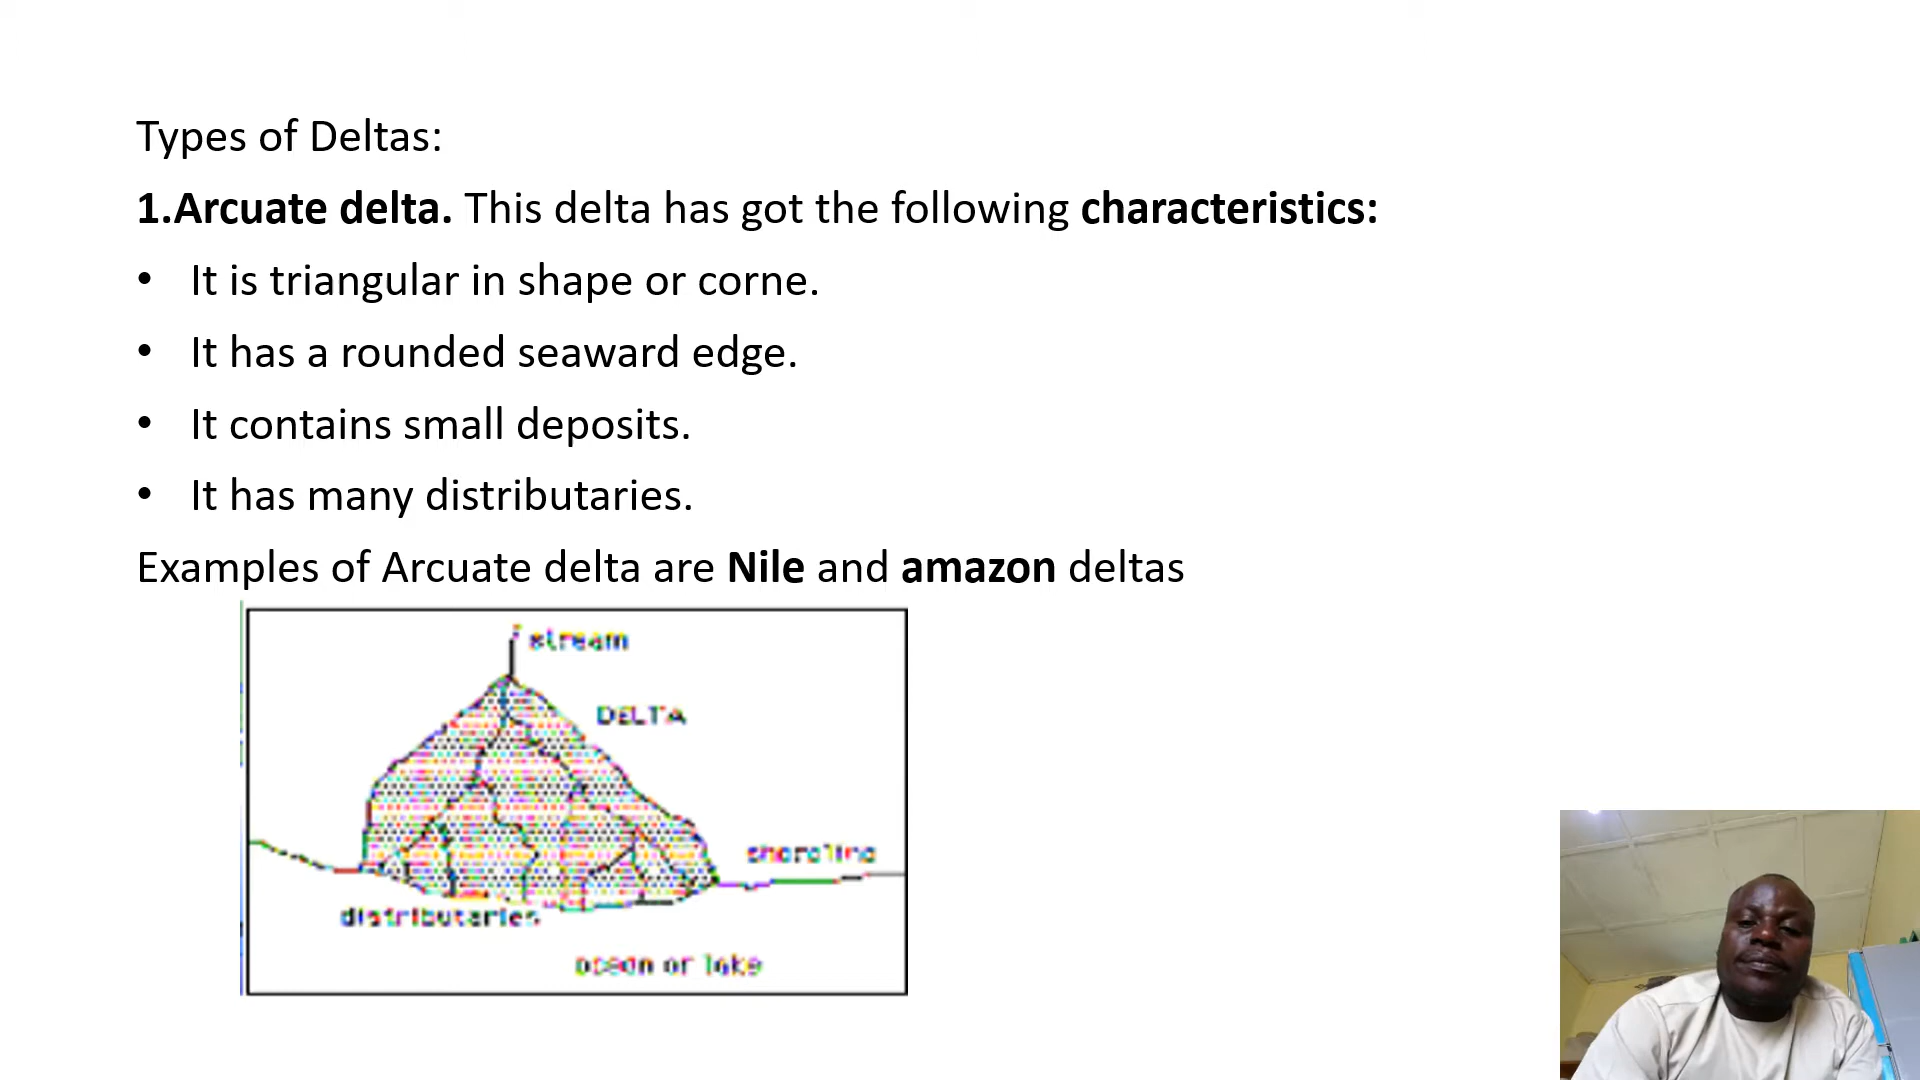 Types of Deltas:
1.Arcuate delta. This delta has got the following characteristics:
• It is triangular in shape or corne.
• It has a rounded seaward edge.
• It contains small deposits.
• It has many distributaries.
Examples of Arcuate delta are Nile and amazon deltas
stream
DELTA
shoreline
distributaries
ocean or lake